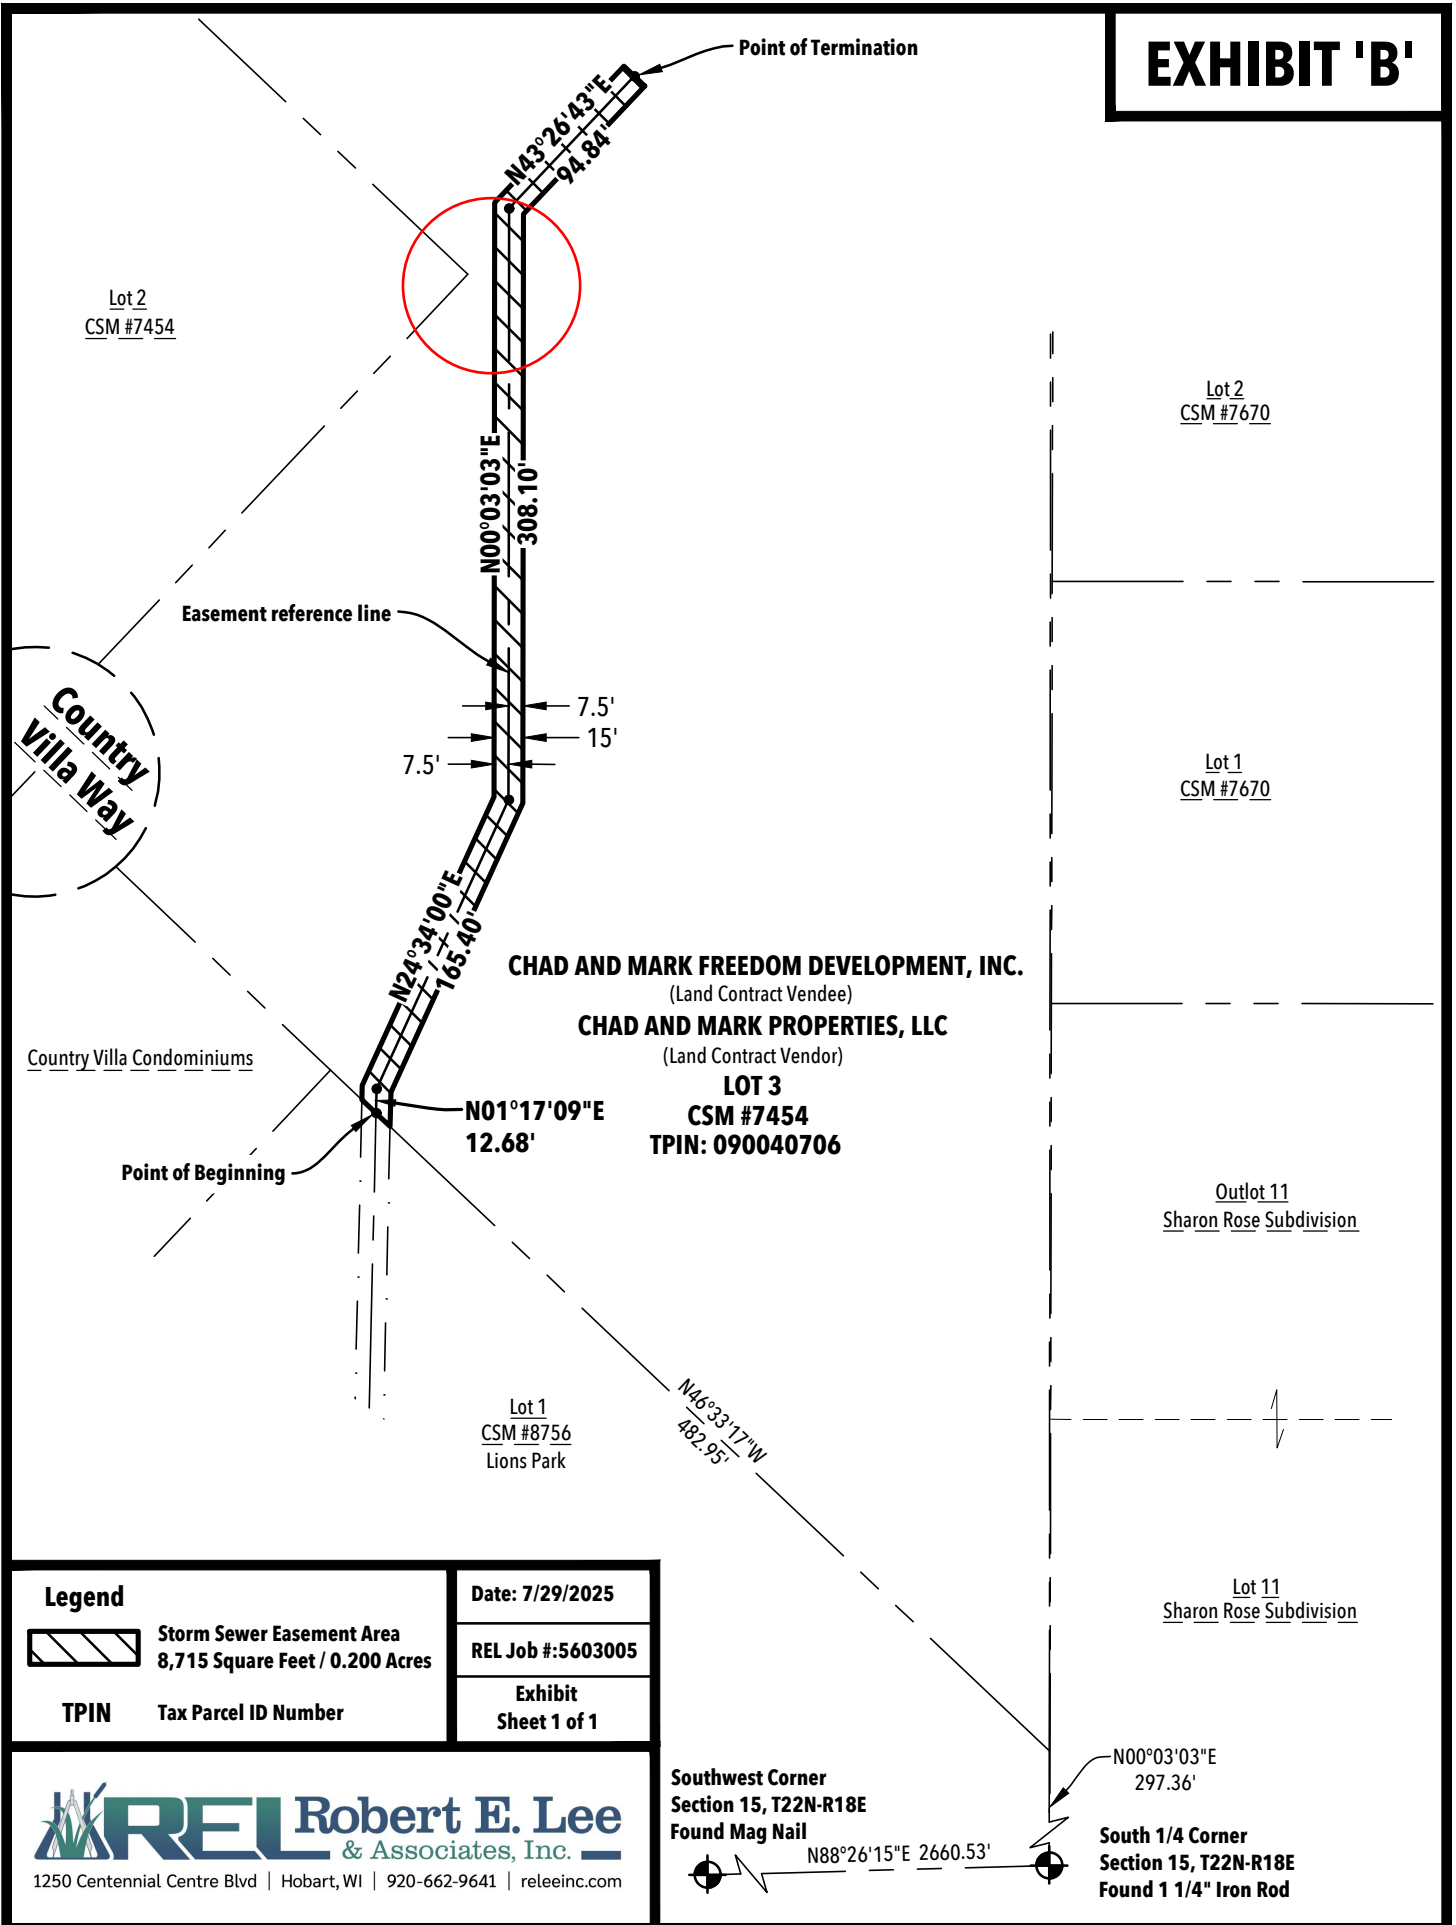 EXHIBIT 'B'
Point of Termination
N43°26'43"E
94.84'
Lot 2
CSM #7454
Lot 2
CSM #7670
N00°03'03"E
308.10'
Easement reference line
Country
Villa Way
7.5'
15'
7.5'
Lot 1
CSM #7670
N24°34'00"E
165.40'
CHAD AND MARK FREEDOM DEVELOPMENT, INC.
(Land Contract Vendee)
CHAD AND MARK PROPERTIES, LLC
(Land Contract Vendor)
LOT 3
CSM #7454
TPIN: 090040706
Country Villa Condominiums
N01°17'09"E
12.68'
Point of Beginning
Outlot 11
Sharon Rose Subdivision
Lot 1
CSM #8756
Lions Park
N46°33'17"W
482.95'
Lot 11
Sharon Rose Subdivision
Legend
Storm Sewer Easement Area
8,715 Square Feet / 0.200 Acres
TPIN Tax Parcel ID Number
Date: 7/29/2025
REL Job #:5603005
Exhibit
Sheet 1 of 1
REL Robert E. Lee
& Associates, Inc.
1250 Centennial Centre Blvd | Hobart, WI | 920-662-9641 | releeinc.com
Southwest Corner
Section 15, T22N-R18E
Found Mag Nail
N88°26'15"E 2660.53'
N00°03'03"E
297.36'
South 1/4 Corner
Section 15, T22N-R18E
Found 1 1/4" Iron Rod